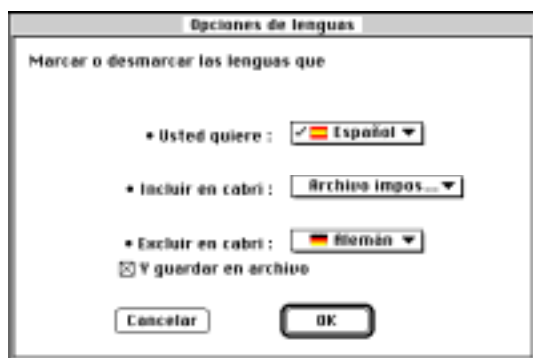 Opciones de lenguas
Marcar o desmarcar las lenguas que
• Usted quiere : ✓ Español ▼
• Incluir en cabri : Archivo impos... ▼
• Excluir en cabri : Alemán ▼
☒ Y guardar en archivo
Cancelar OK